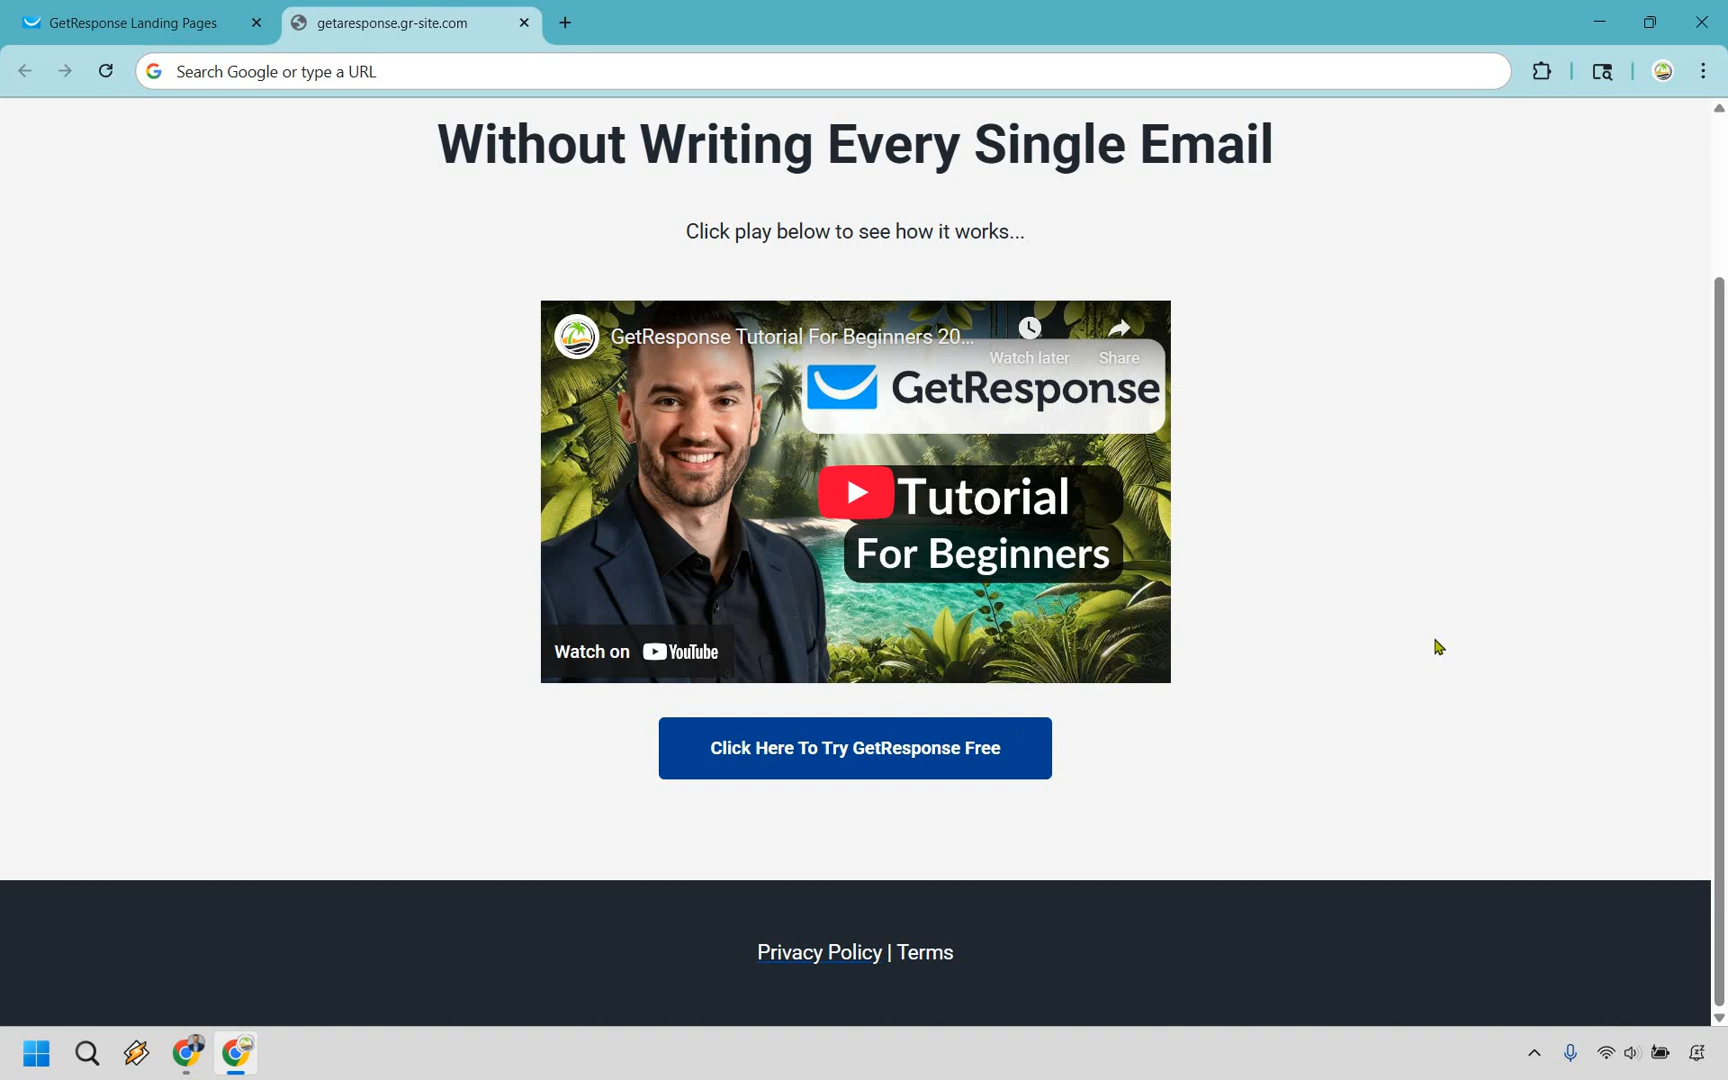 GetResponse Landing Pages
getaresponse.gr-site.com
Search Google or type a URL
Without Writing Every Single Email
Click play below to see how it works...
GetResponse Tutorial For Beginners 20...
Watch later
Share
GetResponse
Tutorial
For Beginners
Watch on YouTube
Click Here To Try GetResponse Free
Privacy Policy | Terms